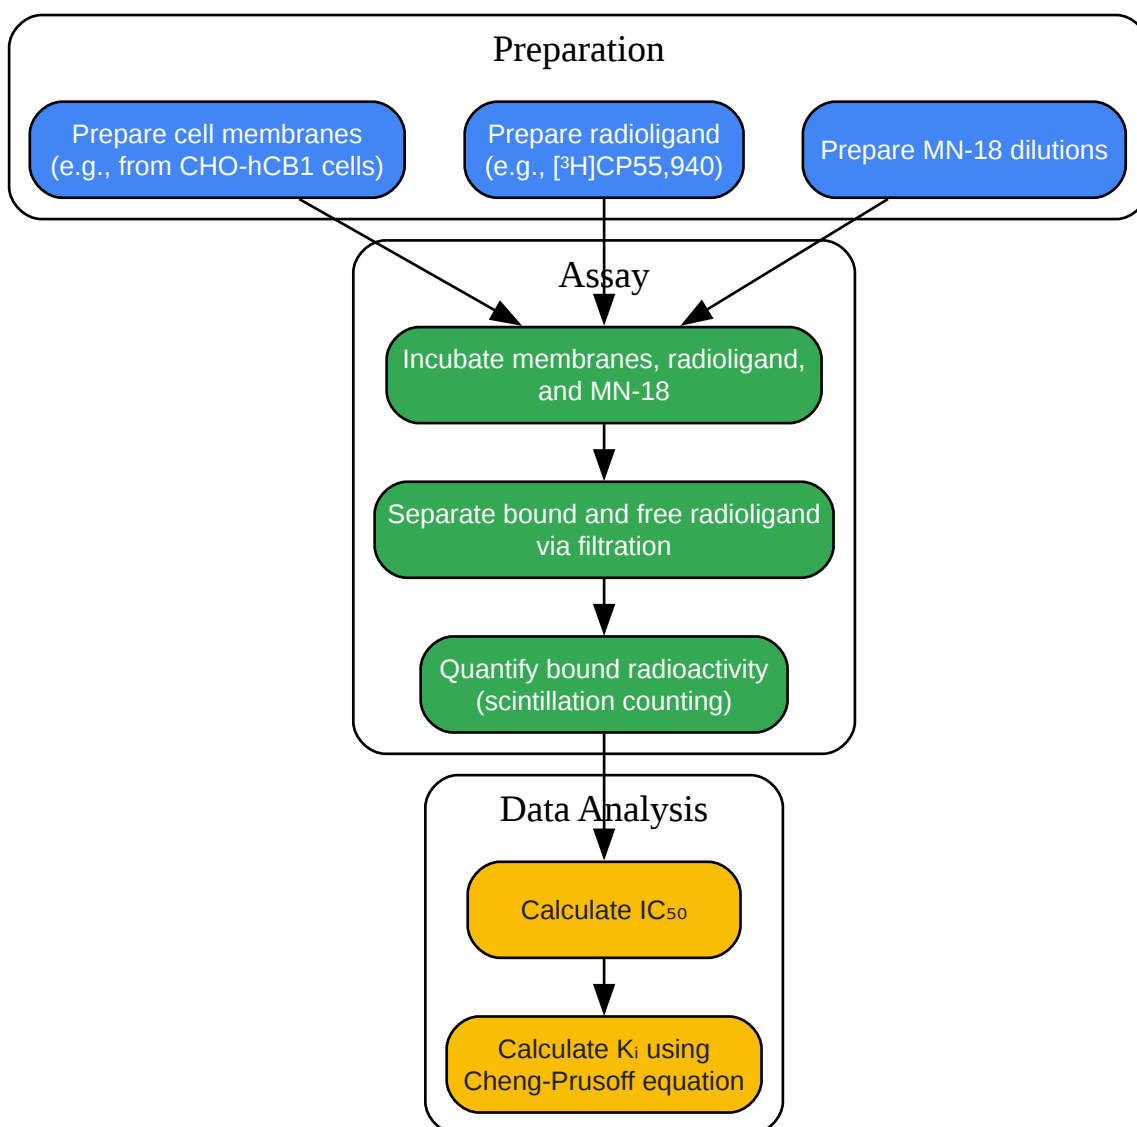 Preparation
Prepare cell membranes
(e.g., from CHO-hCB1 cells)
Prepare radioligand
(e.g., [³H]CP55,940)
Prepare MN-18 dilutions
Assay
Incubate membranes, radioligand,
and MN-18
Separate bound and free radioligand
via filtration
Quantify bound radioactivity
(scintillation counting)
Data Analysis
Calculate IC₅₀
Calculate Kᵢ using
Cheng-Prusoff equation